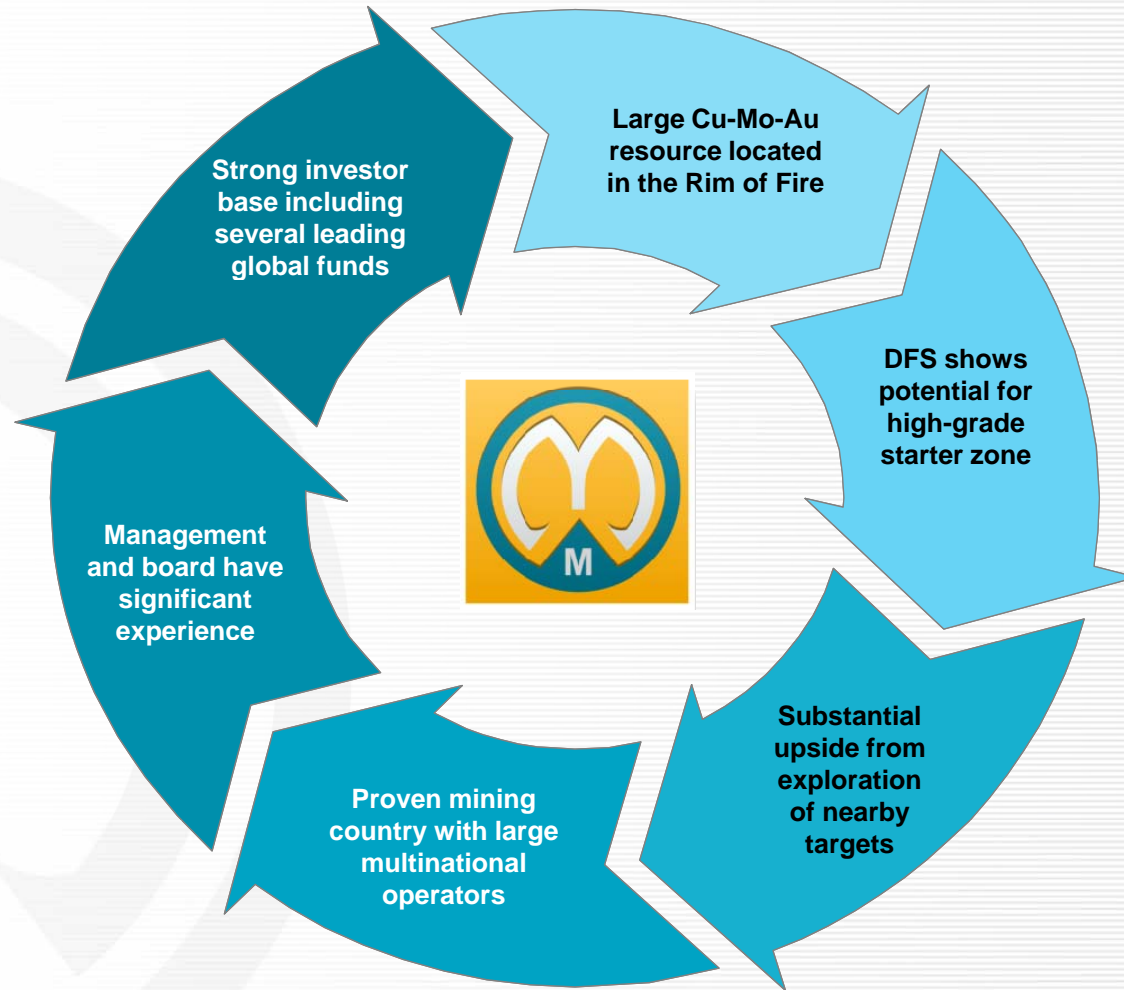 Large Cu-Mo-Au
resource located
in the Rim of Fire
DFS shows
potential for
high-grade
starter zone
Substantial
upside from
exploration
of nearby
targets
Proven mining
country with large
multinational
operators
Management
and board have
significant
experience
Strong investor
base including
several leading
global funds
M